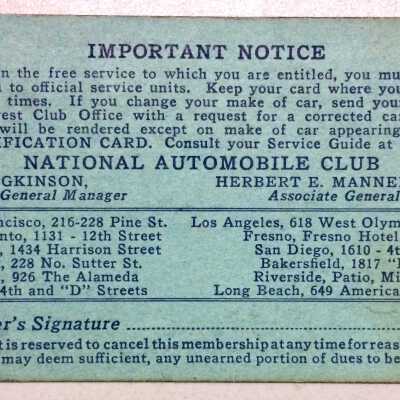 IMPORTANT NOTICE
n the free service to which you are entitled, you mu
l to official service units. Keep your card where you
times. If you change your make of car, send your
est Club Office with a request for a corrected car
will be rendered except on make of car appearing
IFICATION CARD. Consult your Service Guide at
NATIONAL AUTOMOBILE CLUB
GKINSON, HERBERT E. MANNE
General Manager Associate General
ncisco, 216-228 Pine St. Los Angeles, 618 West Olym
nto, 1131 - 12th Street Fresno, Fresno Hotel
, 1434 Harrison Street San Diego, 1610 - 4t
, 228 No. Sutter St. Bakersfield, 1817 "
, 926 The Alameda Riverside, Patio, Mi
4th and "D" Streets Long Beach, 649 America
er's Signature
t is reserved to cancel this membership at any time for reas
may deem sufficient, any unearned portion of dues to be